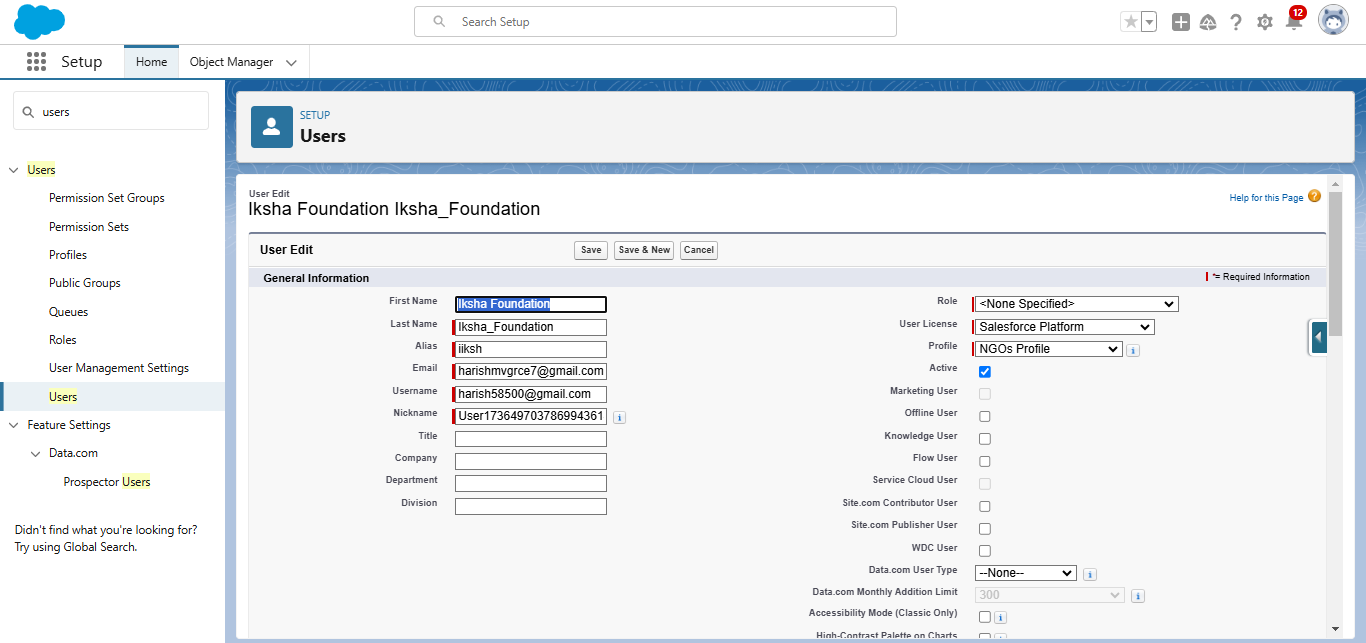 Search Setup
12
Setup
Home
Object Manager
users
Users
Permission Set Groups
Permission Sets
Profiles
Public Groups
Queues
Roles
User Management Settings
Users
Feature Settings
Data.com
Prospector Users
Didn't find what you're looking for?
Try using Global Search.
SETUP
Users
User Edit
Iksha Foundation Iksha_Foundation
Help for this Page ?
User Edit
Save
Save & New
Cancel
General Information
*= Required Information
First Name Iksha Foundation
Last Name Iksha_Foundation
Alias iiksh
Email harishmvgrce7@gmail.com
Username harish58500@gmail.com
Nickname User173649703786994361 i
Title
Company
Department
Division
Role <None Specified>
User License Salesforce Platform
Profile NGOs Profile i
Active
Marketing User
Offline User
Knowledge User
Flow User
Service Cloud User
Site.com Contributor User
Site.com Publisher User
WDC User
Data.com User Type --None-- i
Data.com Monthly Addition Limit 300 i
Accessibility Mode (Classic Only) i
High-Contrast Palette on Charts